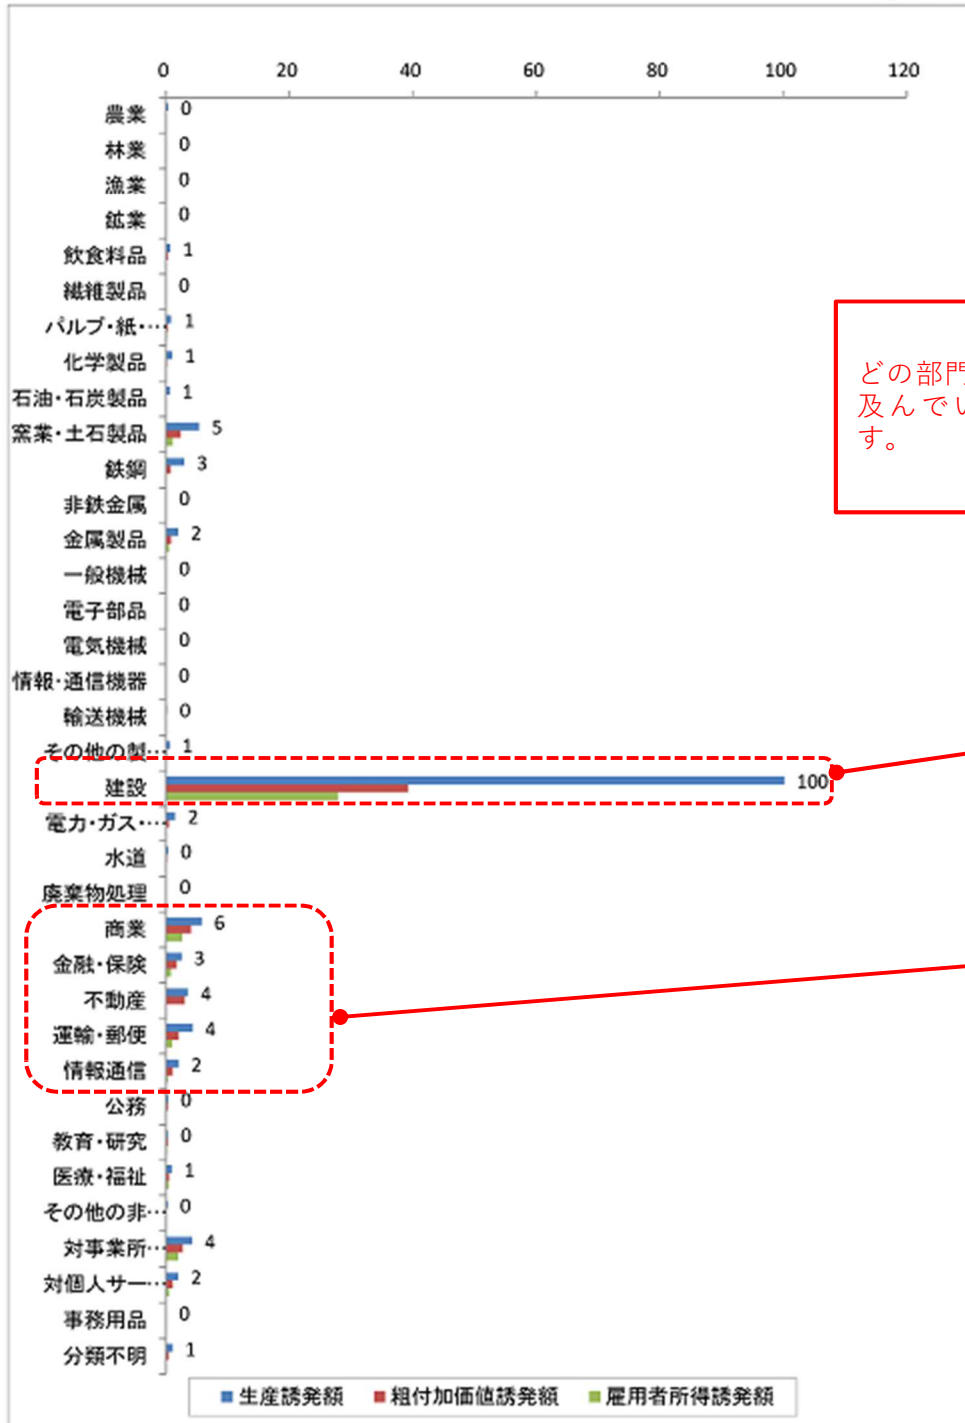 0 20 40 60 80 100 120
農業 0
林業 0
漁業 0
鉱業 0
飲食料品 1
繊維製品 0
パルプ・紙・… 1
化学製品 1
石油・石炭製品 1
窯業・土石製品 5
鉄鋼 3
非鉄金属 0
金属製品 2
一般機械 0
電子部品 0
電気機械 0
情報・通信機器 0
輸送機械 0
その他の製… 1
建設 100
電力・ガス・… 2
水道 0
廃棄物処理 0
商業 6
金融・保険 3
不動産 4
運輸・郵便 4
情報通信 2
公務 0
教育・研究 0
医療・福祉 1
その他の非… 0
対事業所… 4
対個人サー… 2
事務用品 0
分類不明 1
生産誘発額 粗付加価値誘発額 雇用者所得誘発額
どの部門
及んでい
す。